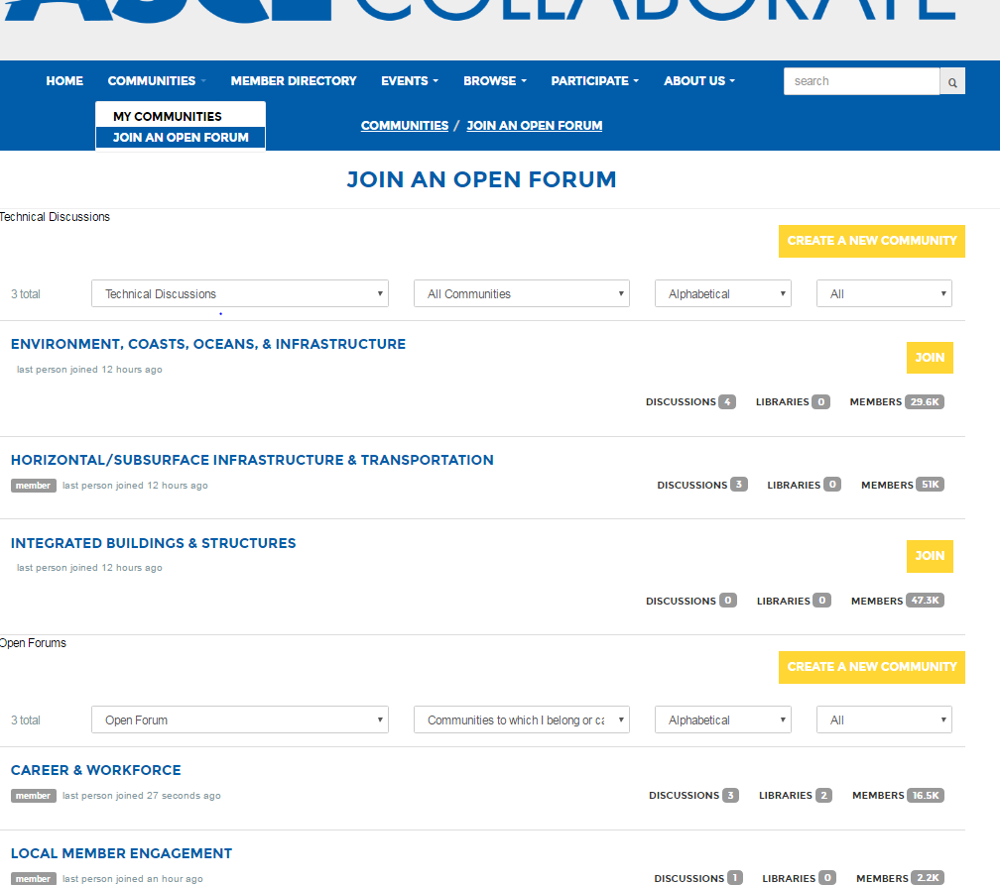 ASCE COLLABORATE
HOME COMMUNITIES MEMBER DIRECTORY EVENTS BROWSE PARTICIPATE ABOUT US search
MY COMMUNITIES
JOIN AN OPEN FORUM
COMMUNITIES / JOIN AN OPEN FORUM
JOIN AN OPEN FORUM
Technical Discussions
CREATE A NEW COMMUNITY
3 total Technical Discussions All Communities Alphabetical All
ENVIRONMENT, COASTS, OCEANS, & INFRASTRUCTURE
JOIN
last person joined 12 hours ago
DISCUSSIONS 4 LIBRARIES 0 MEMBERS 29.6K
HORIZONTAL/SUBSURFACE INFRASTRUCTURE & TRANSPORTATION
member last person joined 12 hours ago DISCUSSIONS 3 LIBRARIES 0 MEMBERS 51K
INTEGRATED BUILDINGS & STRUCTURES
JOIN
last person joined 12 hours ago
DISCUSSIONS 0 LIBRARIES 0 MEMBERS 47.3K
Open Forums
CREATE A NEW COMMUNITY
3 total Open Forum Communities to which I belong or ca Alphabetical All
CAREER & WORKFORCE
member last person joined 27 seconds ago DISCUSSIONS 3 LIBRARIES 2 MEMBERS 16.5K
LOCAL MEMBER ENGAGEMENT
member last person joined an hour ago DISCUSSIONS 1 LIBRARIES 0 MEMBERS 2.2K